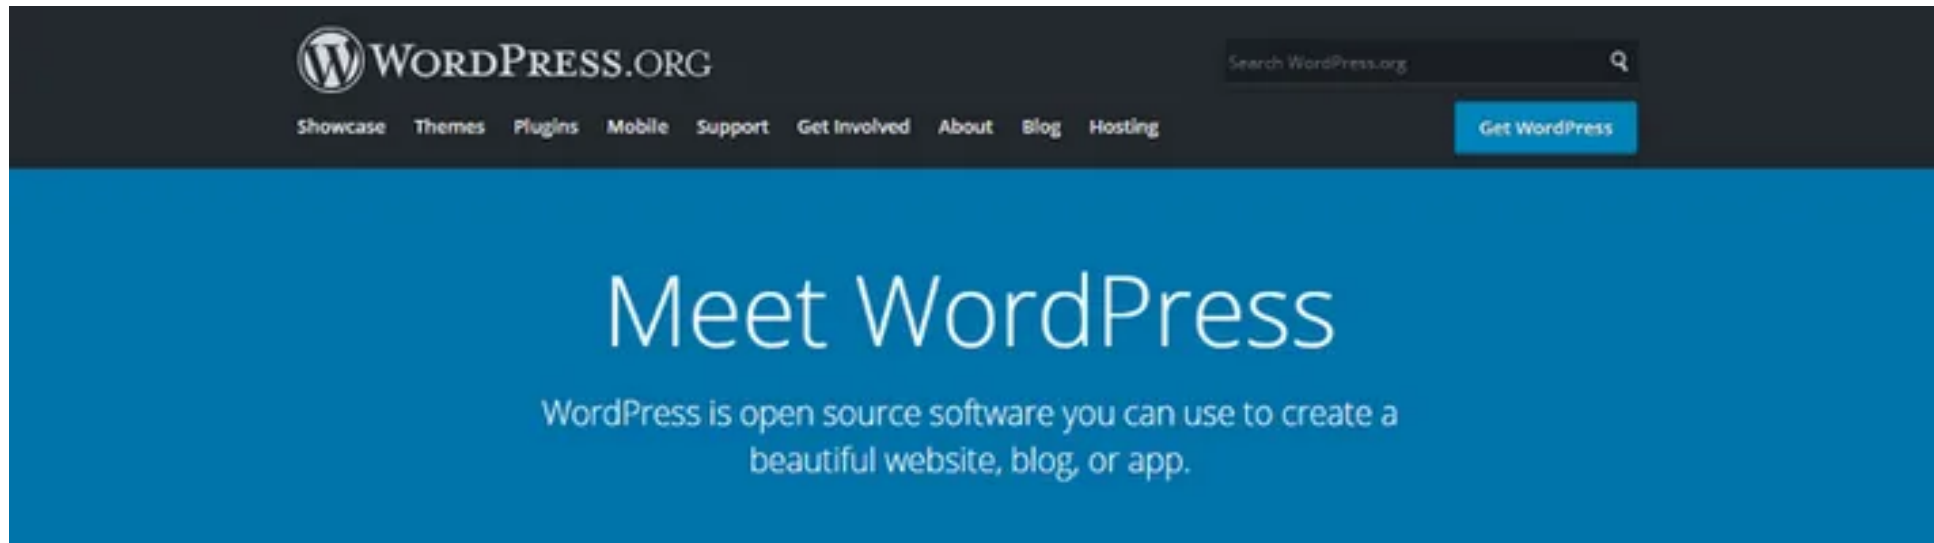 WORDPRESS.ORG
Search WordPress.org
Showcase Themes Plugins Mobile Support Get Involved About Blog Hosting
Get WordPress
Meet WordPress
WordPress is open source software you can use to create a
beautiful website, blog, or app.